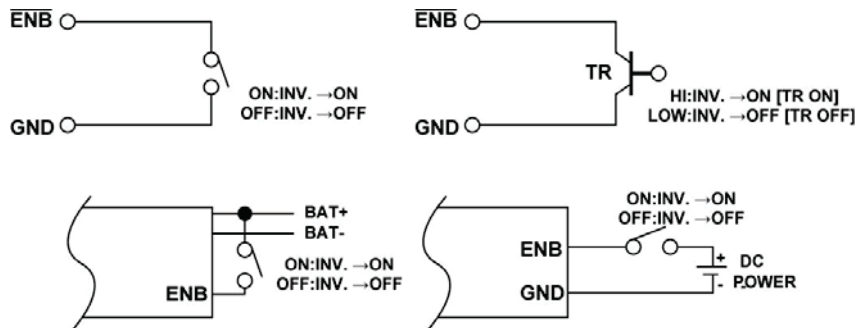 E̅N̅B̅
ON:INV. →ON
OFF:INV. →OFF
GND
E̅N̅B̅
TR
HI:INV. →ON [TR ON]
LOW:INV. →OFF [TR OFF]
GND
BAT+
BAT-
ON:INV. →ON
OFF:INV. →OFF
ENB
ON:INV. →ON
OFF:INV. →OFF
ENB
GND
+
-
DC
POWER